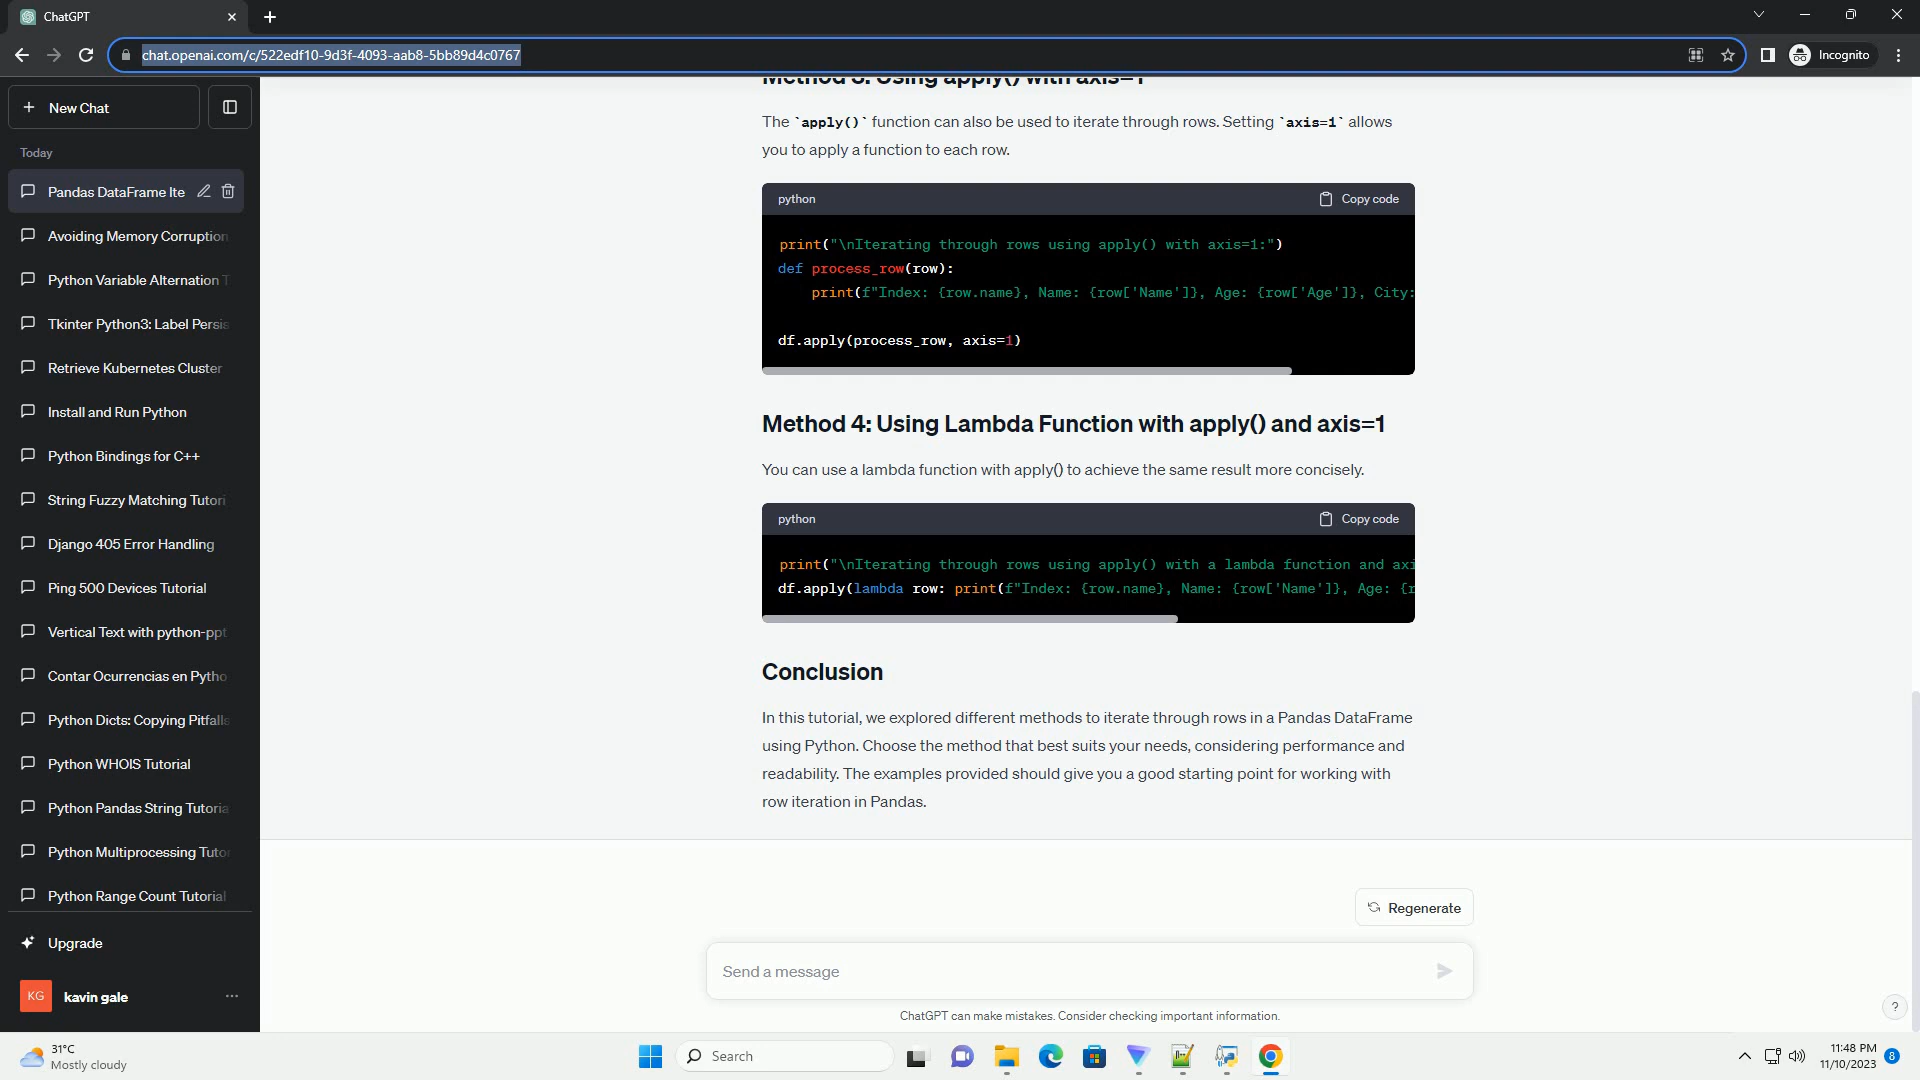 ChatGPT
chat.openai.com/c/522edf10-9d3f-4093-aab8-5bb89d4c0767
Incognito
New Chat
Today
Pandas DataFrame Ite
Avoiding Memory Corruption
Python Variable Alternation T
Tkinter Python3: Label Persis
Retrieve Kubernetes Cluster
Install and Run Python
Python Bindings for C++
String Fuzzy Matching Tutori
Django 405 Error Handling
Ping 500 Devices Tutorial
Vertical Text with python-ppt
Contar Ocurrencias en Pytho
Python Dicts: Copying Pitfalls
Python WHOIS Tutorial
Python Pandas String Tutoria
Python Multiprocessing Tutor
Python Range Count Tutorial
Upgrade
KG
kavin gale
Method 3: Using apply() with axis=1
The `apply()` function can also be used to iterate through rows. Setting `axis=1` allows
you to apply a function to each row.
python
Copy code
print("\nIterating through rows using apply() with axis=1:")
def process_row(row):
    print(f"Index: {row.name}, Name: {row['Name']}, Age: {row['Age']}, City:
df.apply(process_row, axis=1)
Method 4: Using Lambda Function with apply() and axis=1
You can use a lambda function with apply() to achieve the same result more concisely.
python
Copy code
print("\nIterating through rows using apply() with a lambda function and axi
df.apply(lambda row: print(f"Index: {row.name}, Name: {row['Name']}, Age: {r
Conclusion
In this tutorial, we explored different methods to iterate through rows in a Pandas DataFrame
using Python. Choose the method that best suits your needs, considering performance and
readability. The examples provided should give you a good starting point for working with
row iteration in Pandas.
Regenerate
Send a message
ChatGPT can make mistakes. Consider checking important information.
?
31°C
Mostly cloudy
Search
11:48 PM
11/10/2023
8